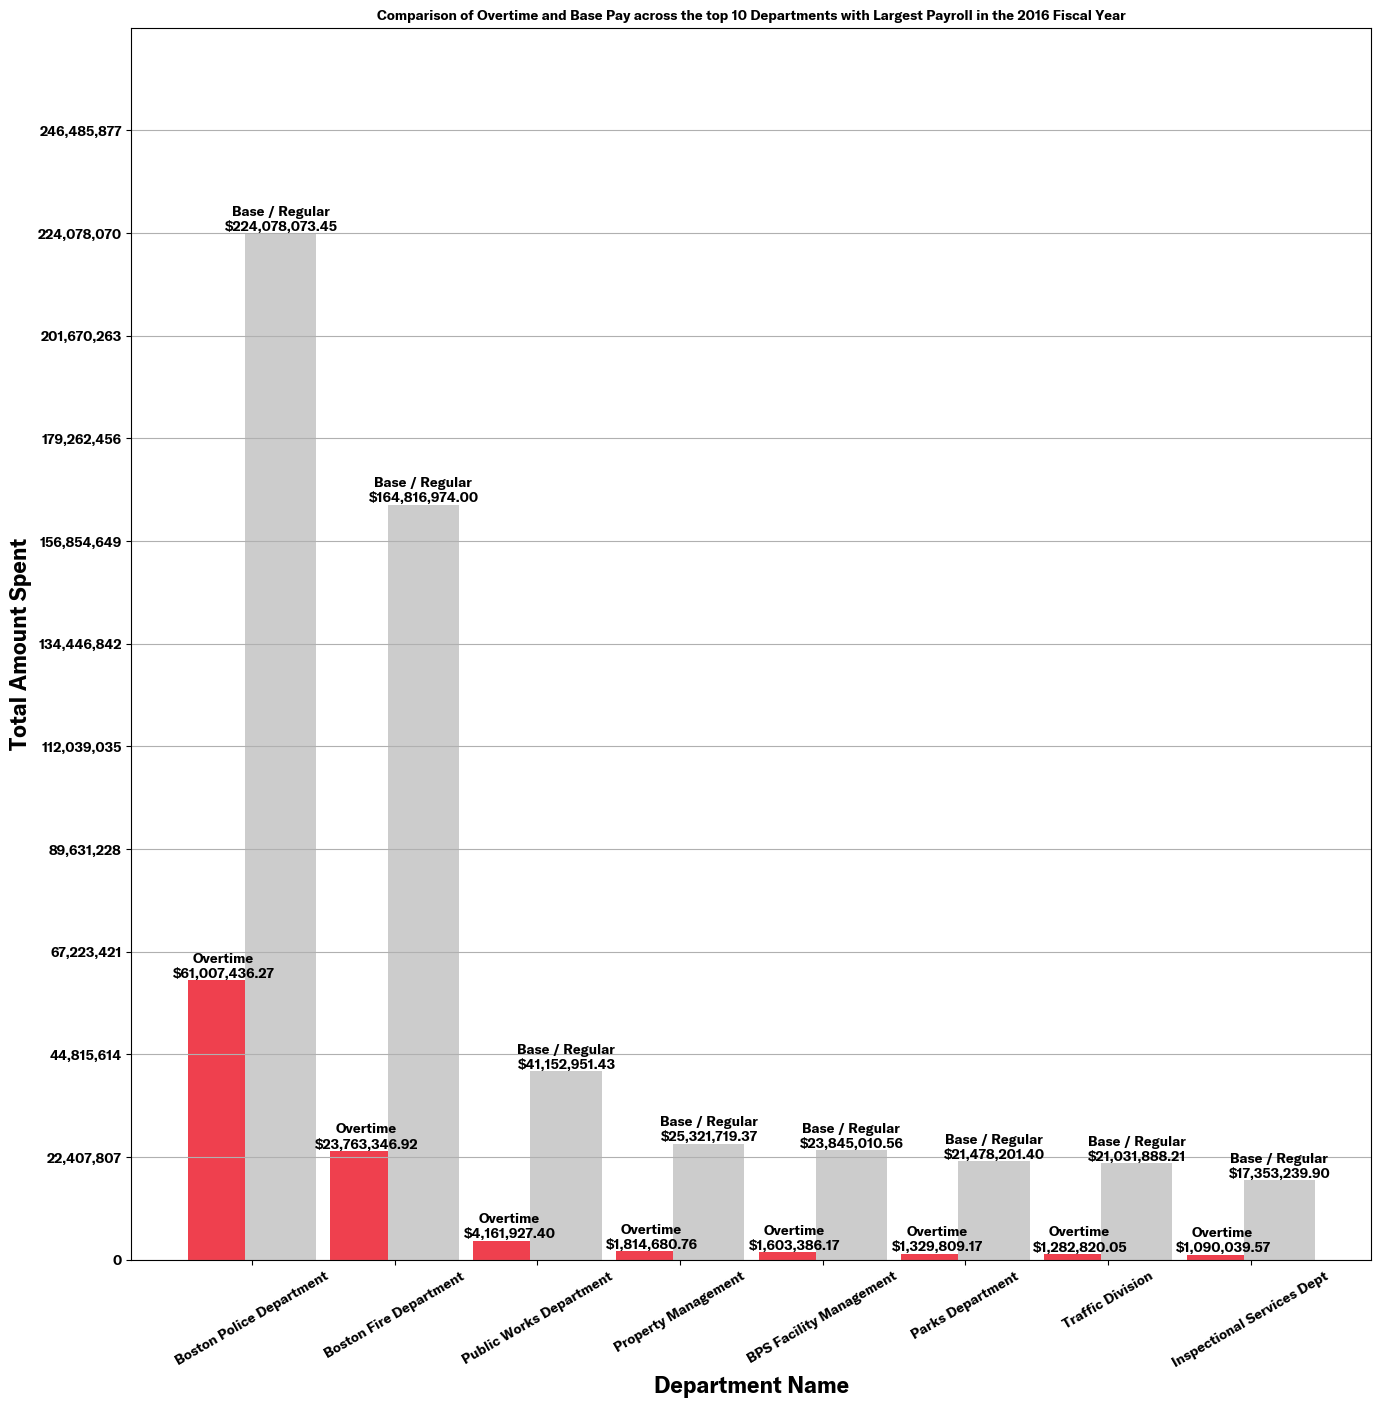 Comparison of Overtime and Base Pay across the top 10 Departments with Largest Payroll in the 2016 Fiscal Year
Total Amount Spent
246,485,877
224,078,070
201,670,263
179,262,456
156,854,649
134,446,842
112,039,035
89,631,228
67,223,421
44,815,614
22,407,807
0
Overtime
$61,007,436.27
Base / Regular
$224,078,073.45
Overtime
$23,763,346.92
Base / Regular
$164,816,974.00
Overtime
$4,161,927.40
Base / Regular
$41,152,951.43
Overtime
$1,814,680.76
Base / Regular
$25,321,719.37
Overtime
$1,603,386.17
Base / Regular
$23,845,010.56
Overtime
$1,329,809.17
Base / Regular
$21,478,201.40
Overtime
$1,282,820.05
Base / Regular
$21,031,888.21
Overtime
$1,090,039.57
Base / Regular
$17,353,239.90
Boston Police Department
Boston Fire Department
Public Works Department
Property Management
BPS Facility Management
Parks Department
Traffic Division
Inspectional Services Dept
Department Name